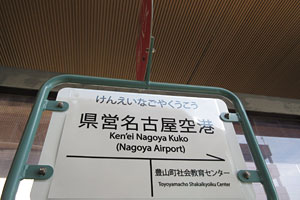 けんえいなごやくうこう
県営名古屋空港
Ken'ei Nagoya Kuko
(Nagoya Airport)
豊山町社会教育センター
Toyoyamacho Shakaikyoiku Center